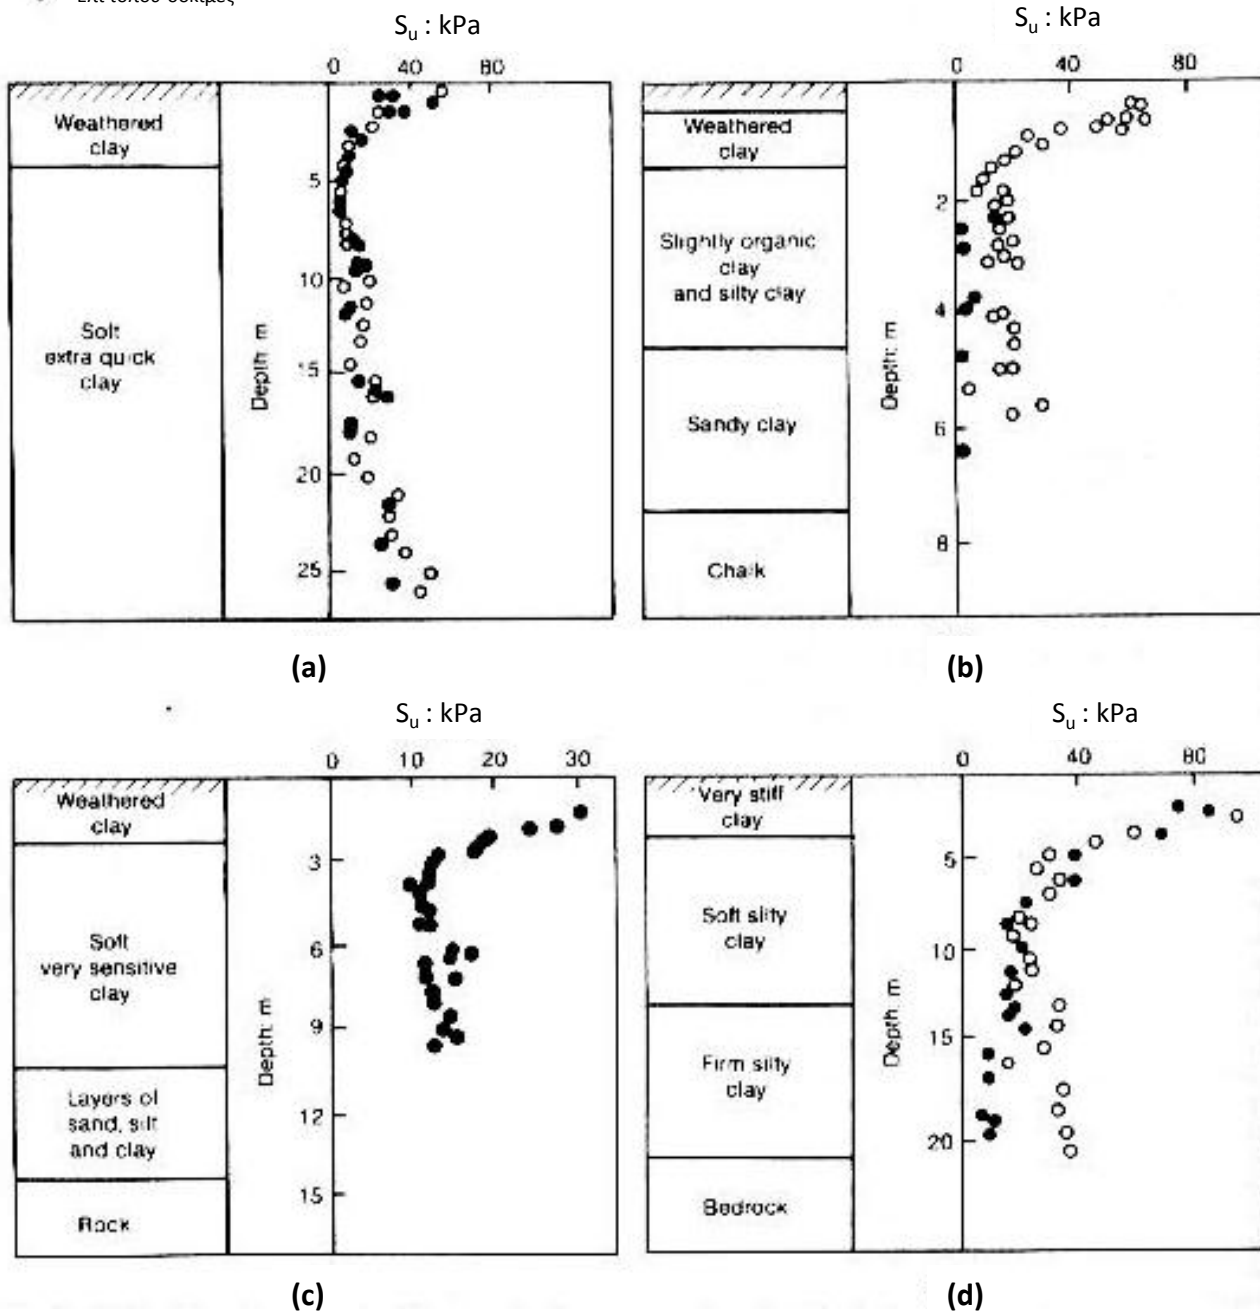 επί τόπου δοκιμές
Su : kPa
0 40 80
Weathered
clay
Soft
extra quick
clay
Depth: m
5
10
15
20
25
(a)
Su : kPa
0 40 80
Weathered
clay
Slightly organic
clay
and silty clay
Sandy clay
Chalk
Depth: m
2
4
6
8
(b)
Su : kPa
0 10 20 30
Weathered
clay
Soft
very sensitive
clay
Layers of
sand, silt
and clay
Rock
Depth: m
3
6
9
12
15
(c)
Su : kPa
0 40 80
Very stiff
clay
Soft silty
clay
Firm silty
clay
Bedrock
Depth: m
5
10
15
20
(d)